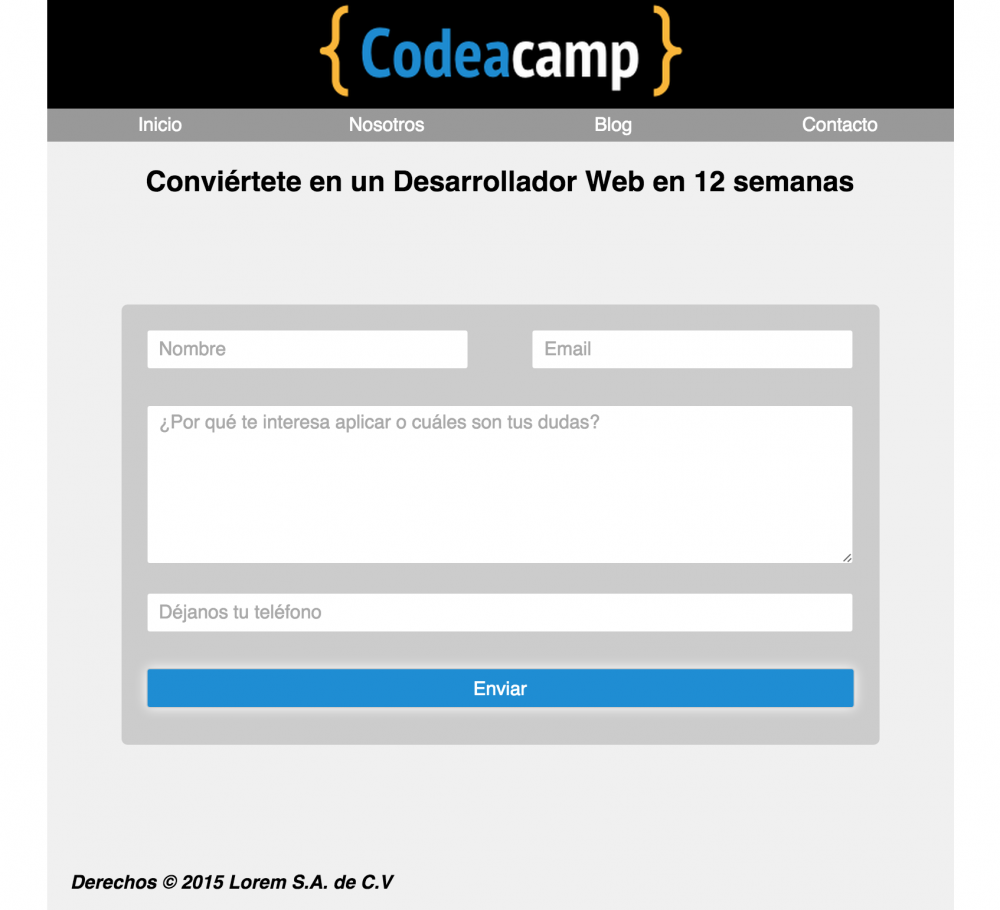 { Codeacamp }
Inicio Nosotros Blog Contacto
Conviértete en un Desarrollador Web en 12 semanas
Nombre Email
¿Por qué te interesa aplicar o cuáles son tus dudas?
Déjanos tu teléfono
Enviar
Derechos © 2015 Lorem S.A. de C.V